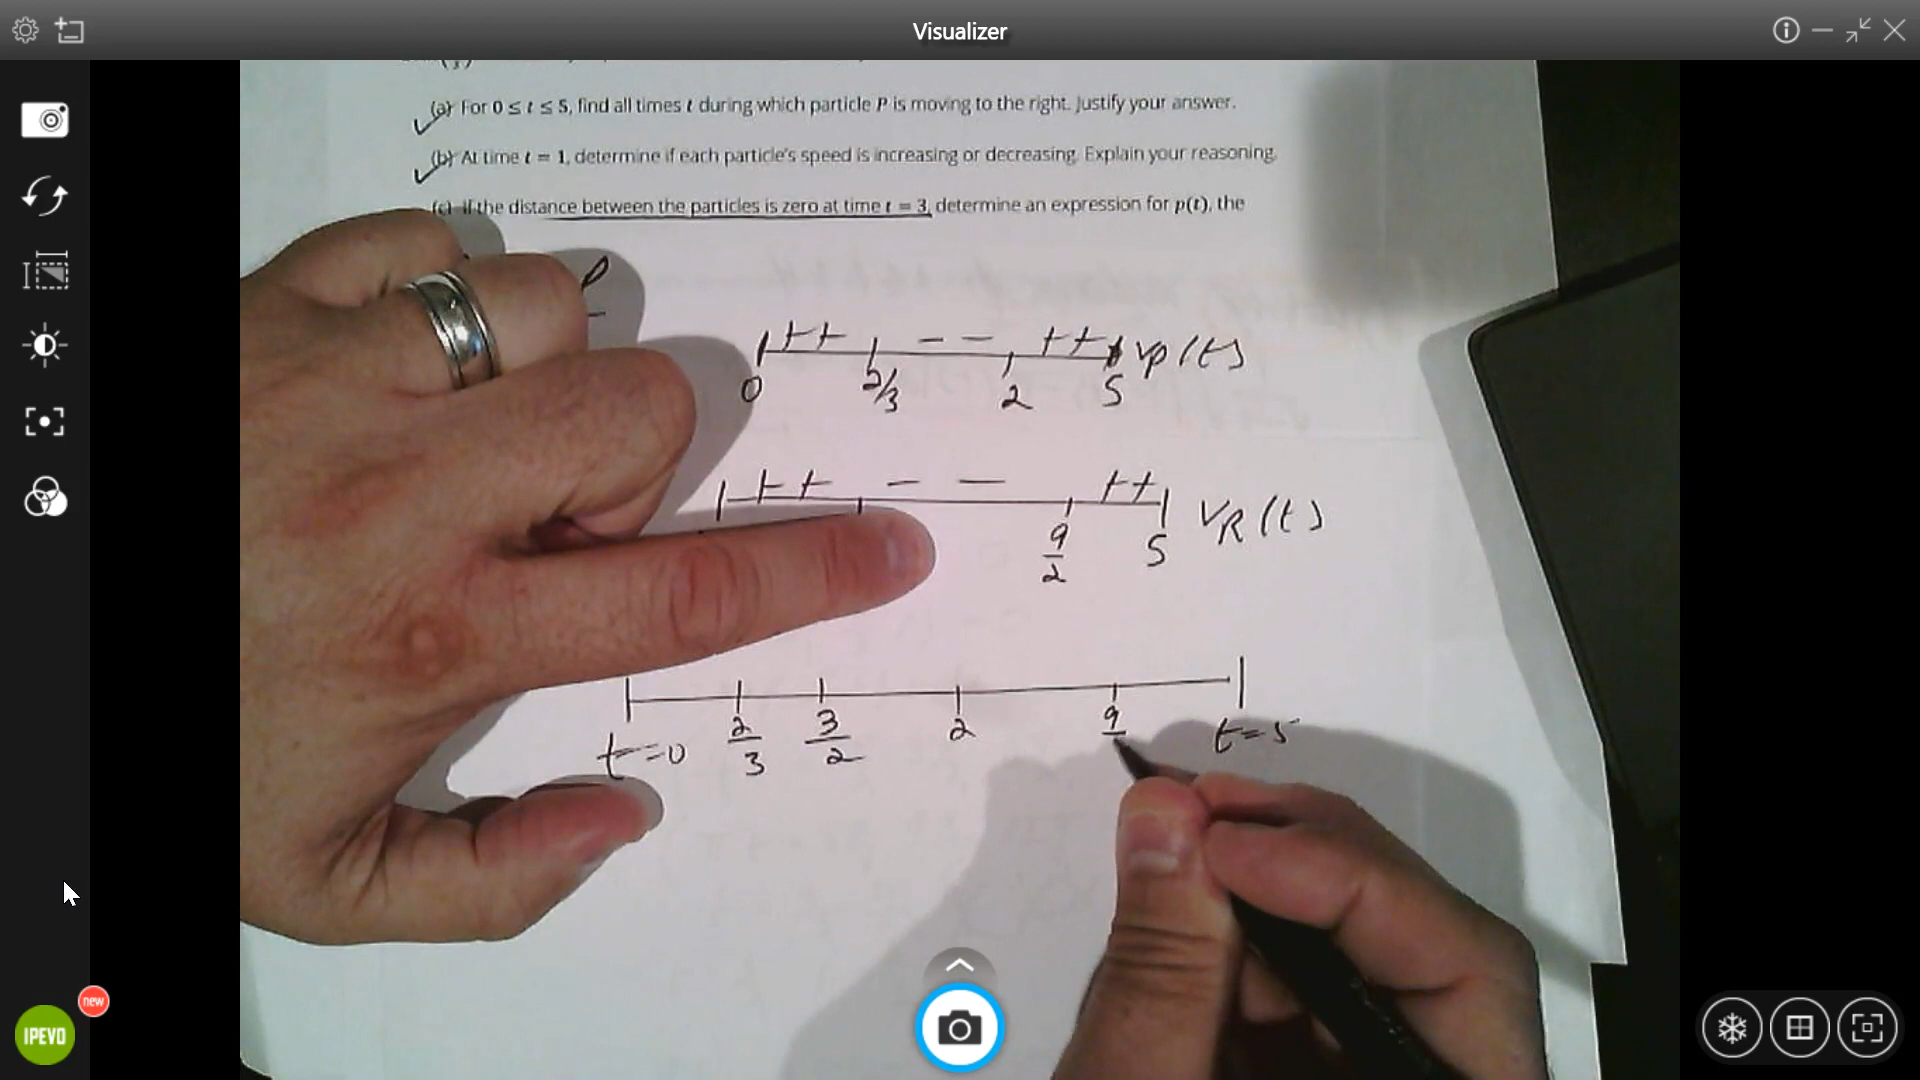 Visualizer
(a) For 0 ≤ t ≤ 5, find all times t during which particle P is moving to the right. Justify your answer.
(b) At time t = 1, determine if each particle's speed is increasing or decreasing. Explain your reasoning.
(c) If the distance between the particles is zero at time t = 3, determine an expression for p(t), the
P
++ - - ++ vp(t)
0 2/3 2 5
++ - - ++ vR(t)
9/2 5
t=0 2/3 3/2 2 9/ t=5
new
IPEVO